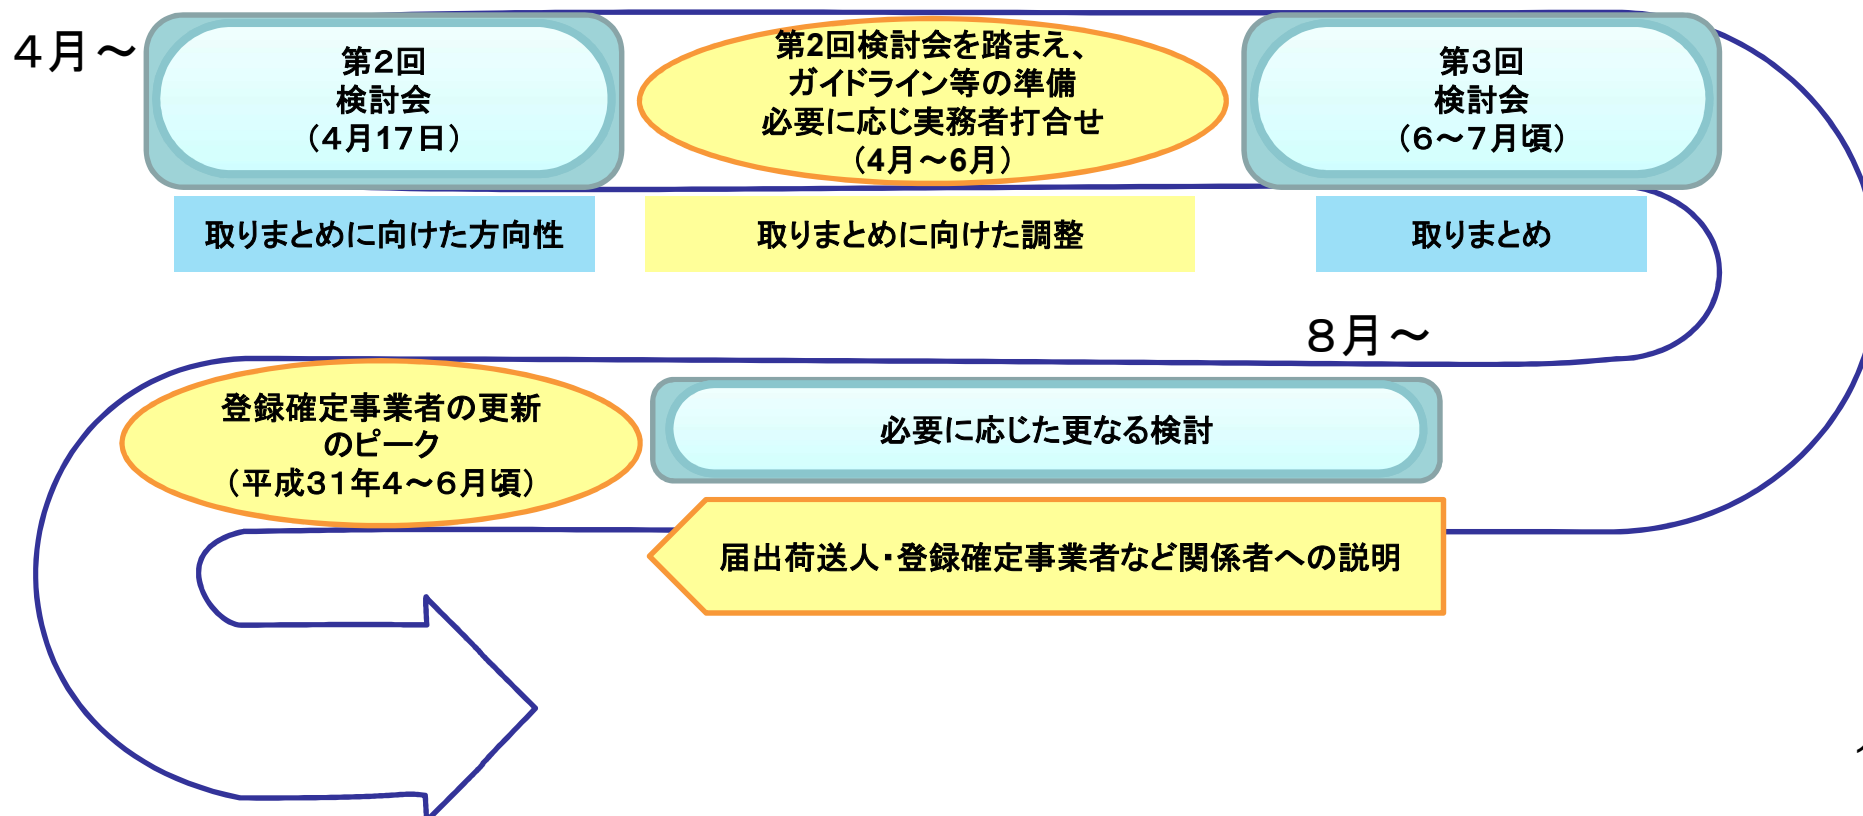 ４月～
第２回
検討会
（４月１７日）
第2回検討会を踏まえ、
ガイドライン等の準備
必要に応じ実務者打合せ
（4月～6月）
第３回
検討会
（６～７月頃）
取りまとめに向けた方向性
取りまとめに向けた調整
取りまとめ
８月～
登録確定事業者の更新
のピーク
（平成３１年４～６月頃）
必要に応じた更なる検討
届出荷送人・登録確定事業者など関係者への説明